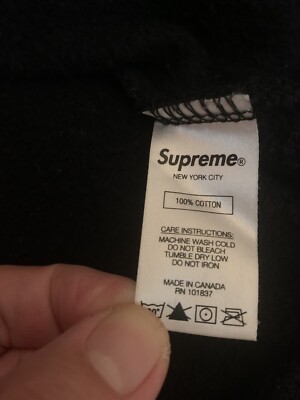 Supreme®
NEW YORK CITY
100% COTTON
CARE INSTRUCTIONS:
MACHINE WASH COLD
DO NOT BLEACH
TUMBLE DRY LOW
DO NOT IRON
MADE IN CANADA
RN 101837